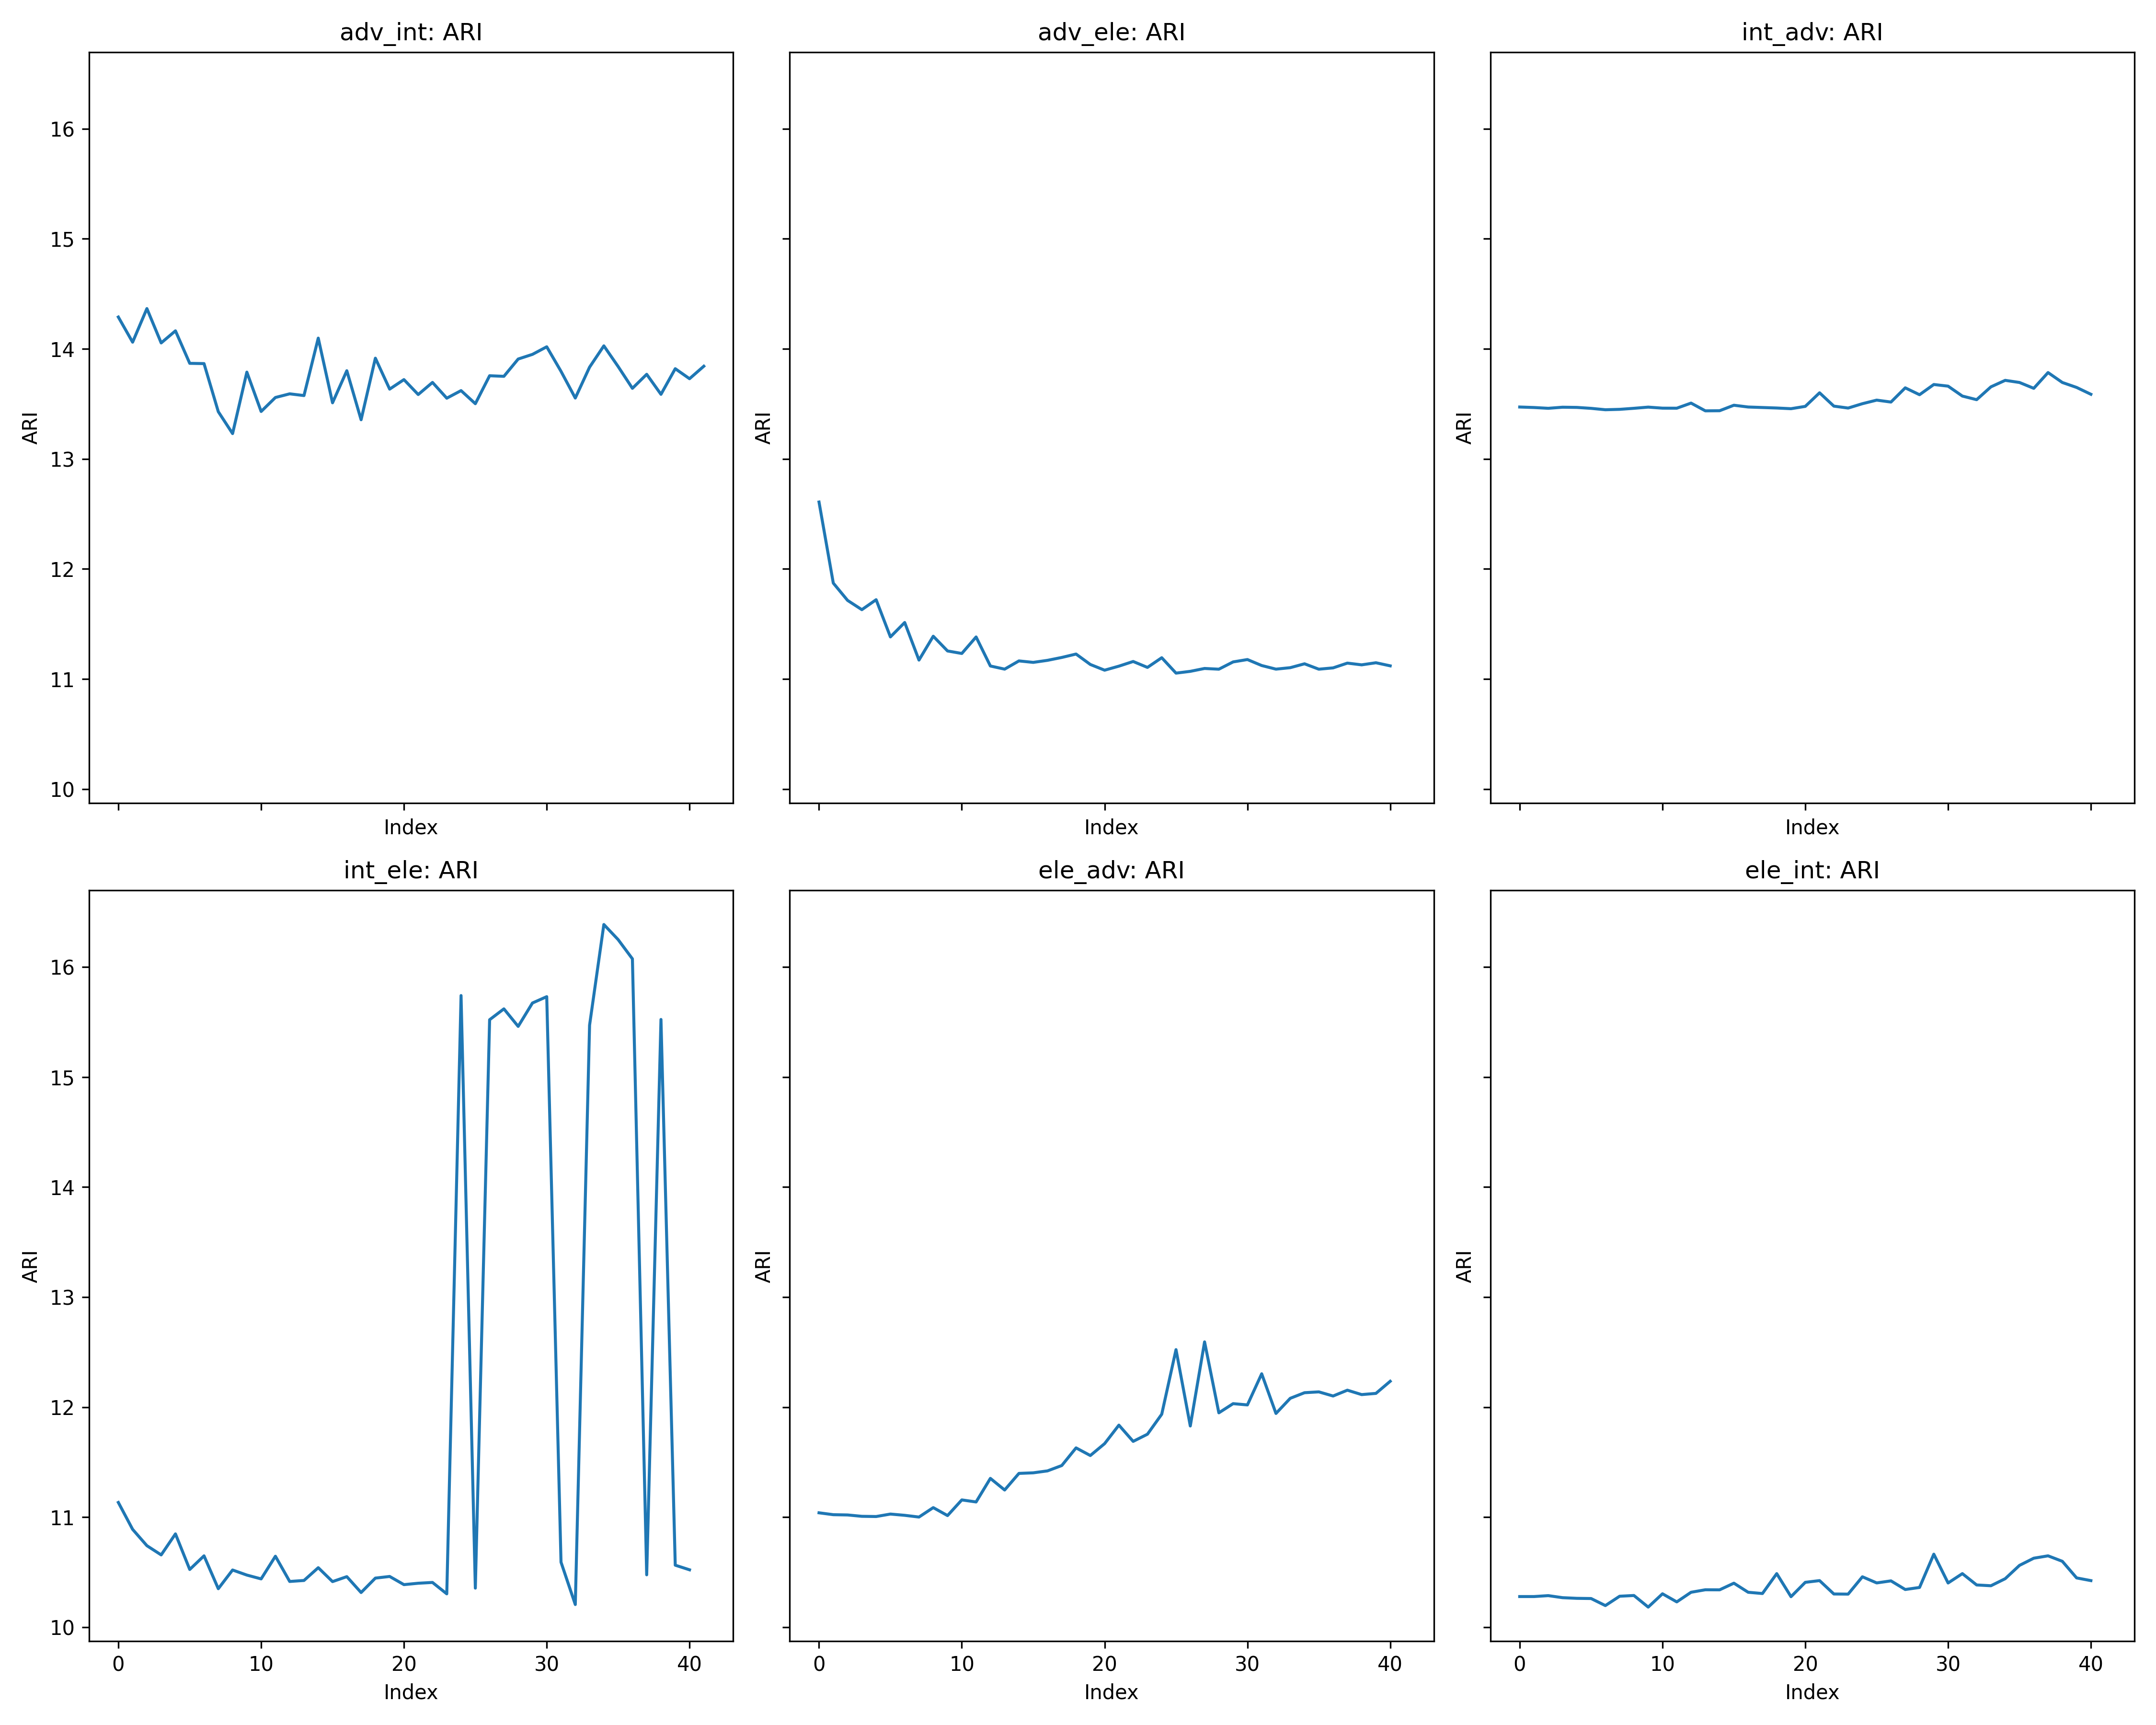 adv_int: ARI
adv_ele: ARI
int_adv: ARI
16
15
14
13
12
11
10
ARI
ARI
ARI
Index
Index
Index
int_ele: ARI
ele_adv: ARI
ele_int: ARI
16
15
14
13
12
11
10
ARI
ARI
ARI
0 10 20 30 40
0 10 20 30 40
0 10 20 30 40
Index
Index
Index